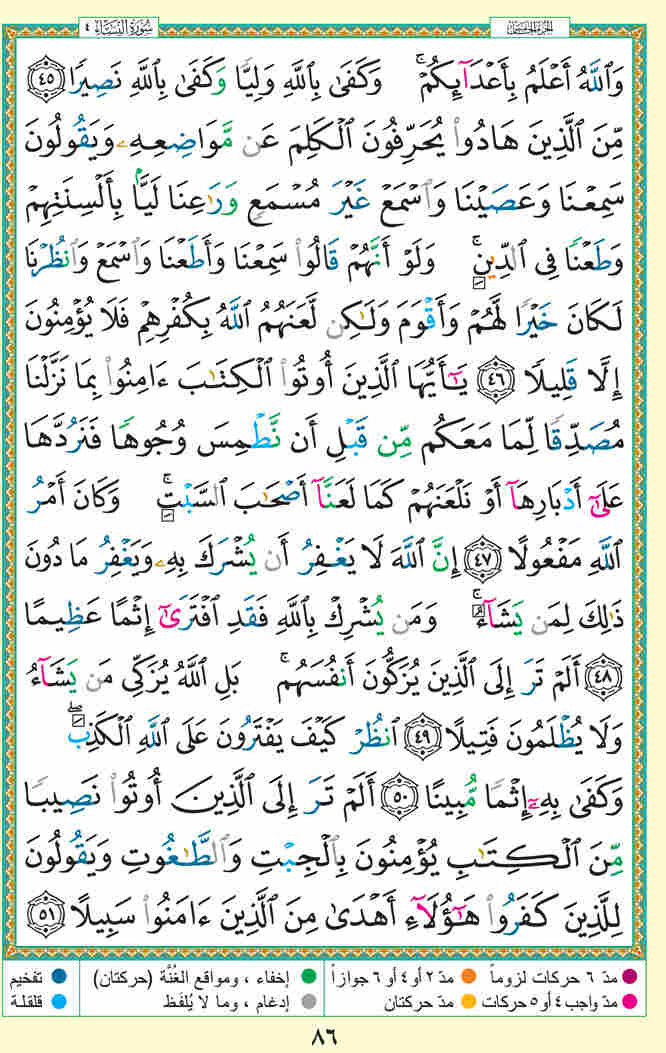 سُورَةُ النِّسَاءِ ٤
الجزء الخامس
وَٱللَّهُ أَعْلَمُ بِأَعْدَآئِكُمْ ۚ وَكَفَىٰ بِٱللَّهِ وَلِيًّا وَكَفَىٰ بِٱللَّهِ نَصِيرًا ﴿٤٥﴾
مِّنَ ٱلَّذِينَ هَادُوا۟ يُحَرِّفُونَ ٱلْكَلِمَ عَن مَّوَاضِعِهِۦ وَيَقُولُونَ
سَمِعْنَا وَعَصَيْنَا وَٱسْمَعْ غَيْرَ مُسْمَعٍ وَرَٰعِنَا لَيًّۢا بِأَلْسِنَتِهِمْ
وَطَعْنًا فِى ٱلدِّينِ ۚ وَلَوْ أَنَّهُمْ قَالُوا۟ سَمِعْنَا وَأَطَعْنَا وَٱسْمَعْ وَٱنظُرْنَا
لَكَانَ خَيْرًا لَّهُمْ وَأَقْوَمَ وَلَـٰكِن لَّعَنَهُمُ ٱللَّهُ بِكُفْرِهِمْ فَلَا يُؤْمِنُونَ
إِلَّا قَلِيلًا ﴿٤٦﴾ يَـٰٓأَيُّهَا ٱلَّذِينَ أُوتُوا۟ ٱلْكِتَـٰبَ ءَامِنُوا۟ بِمَا نَزَّلْنَا
مُصَدِّقًا لِّمَا مَعَكُم مِّن قَبْلِ أَن نَّطْمِسَ وُجُوهًا فَنَرُدَّهَا
عَلَىٰٓ أَدْبَارِهَآ أَوْ نَلْعَنَهُمْ كَمَا لَعَنَّآ أَصْحَـٰبَ ٱلسَّبْتِ ۚ وَكَانَ أَمْرُ
ٱللَّهِ مَفْعُولًا ﴿٤٧﴾ إِنَّ ٱللَّهَ لَا يَغْفِرُ أَن يُشْرَكَ بِهِۦ وَيَغْفِرُ مَا دُونَ
ذَٰلِكَ لِمَن يَشَآءُ ۚ وَمَن يُشْرِكْ بِٱللَّهِ فَقَدِ ٱفْتَرَىٰٓ إِثْمًا عَظِيمًا
﴿٤٨﴾ أَلَمْ تَرَ إِلَى ٱلَّذِينَ يُزَكُّونَ أَنفُسَهُم ۚ بَلِ ٱللَّهُ يُزَكِّى مَن يَشَآءُ
وَلَا يُظْلَمُونَ فَتِيلًا ﴿٤٩﴾ ٱنظُرْ كَيْفَ يَفْتَرُونَ عَلَى ٱللَّهِ ٱلْكَذِبَ ۖ
وَكَفَىٰ بِهِۦٓ إِثْمًا مُّبِينًا ﴿٥٠﴾ أَلَمْ تَرَ إِلَى ٱلَّذِينَ أُوتُوا۟ نَصِيبًا
مِّنَ ٱلْكِتَـٰبِ يُؤْمِنُونَ بِٱلْجِبْتِ وَٱلطَّـٰغُوتِ وَيَقُولُونَ
لِلَّذِينَ كَفَرُوا۟ هَـٰٓؤُلَآءِ أَهْدَىٰ مِنَ ٱلَّذِينَ ءَامَنُوا۟ سَبِيلًا ﴿٥١﴾
مدّ ٦ حركات لزوماً مدّ ٢ أو ٤ أو ٦ جوازاً إخفاء ، ومواقع الغُنَّة (حركتان) تفخيم
مدّ واجب ٤ أو ٥ حركات مدّ حركتان إدغام ، وما لا يُلفَظ قلقلة
٨٦